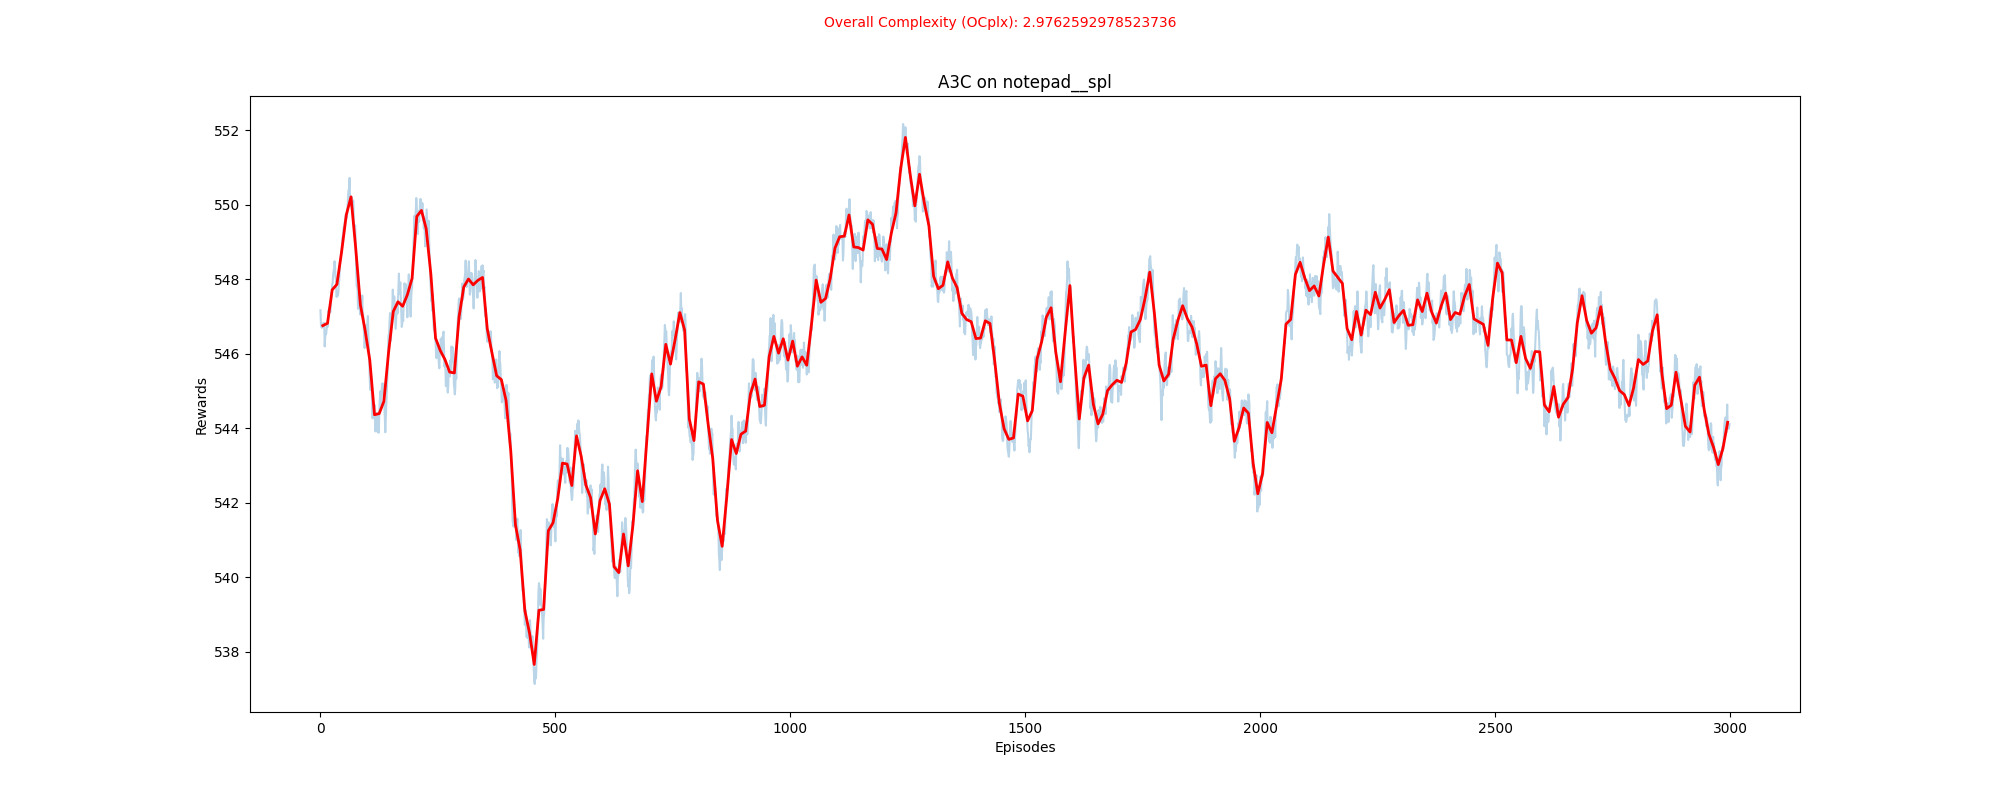 Overall Complexity (OCplx): 2.9762592978523736
A3C on notepad__spl
552
550
548
546
544
542
540
538
Rewards
0 500 1000 1500 2000 2500 3000
Episodes